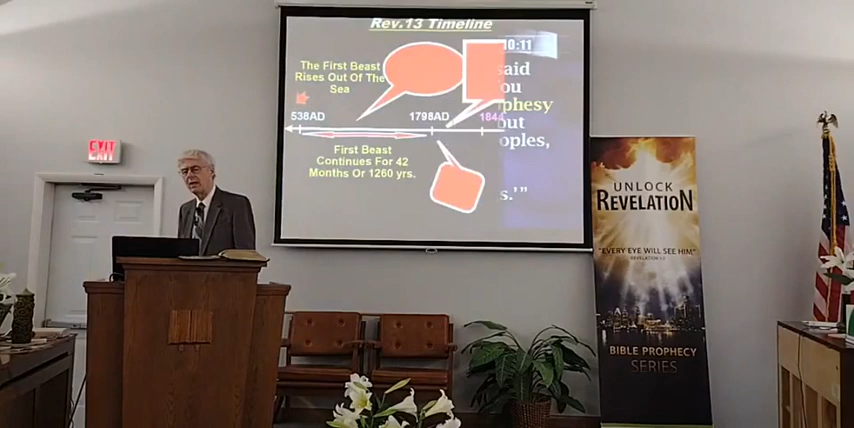 Rev.13 Timeline
The First Beast
Rises Out Of The
Sea
538AD
1798AD
1844
First Beast
Continues For 42
Months Or 1260 yrs.
10:11
said
ou
phesy
out
oples,
s.’”
EXIT
UNLOCK
REVELATION
"EVERY EYE WILL SEE HIM"
BIBLE PROPHECY
SERIES